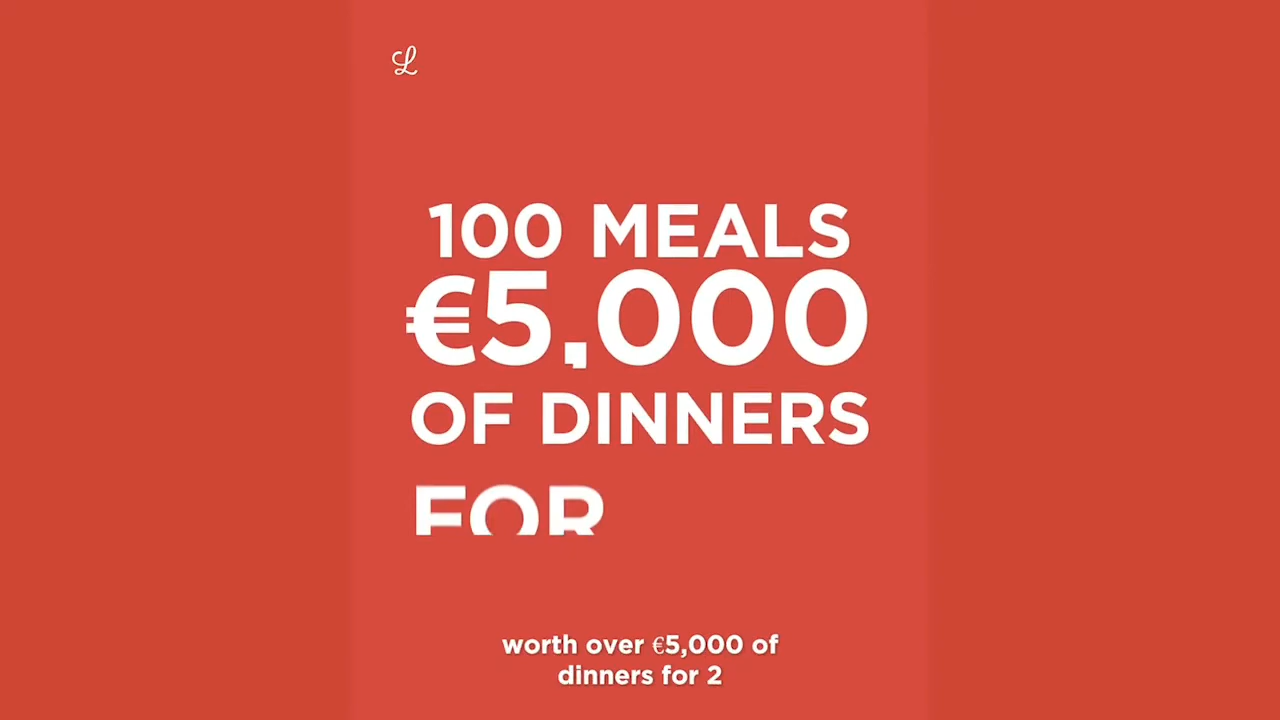 L
100 MEALS
€5,000
OF DINNERS
FOR
worth over €5,000 of
dinners for 2